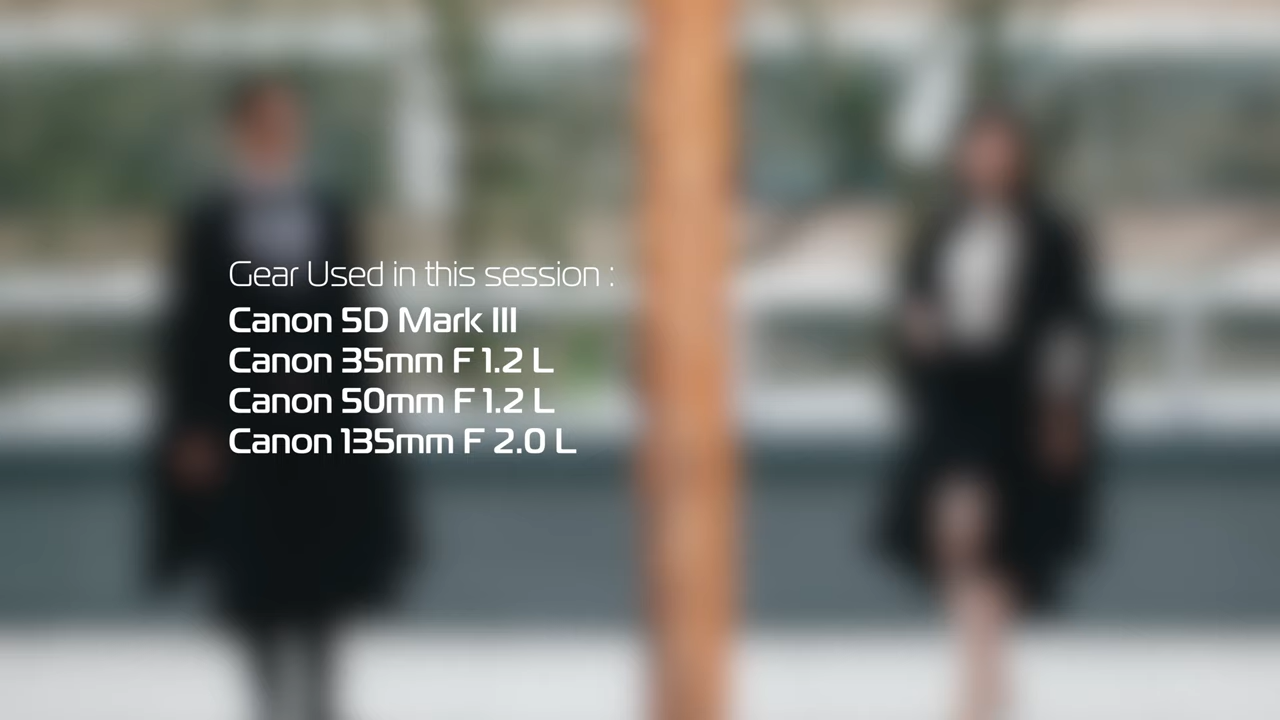 Gear Used in this session :
Canon 5D Mark III
Canon 35mm F 1.2 L
Canon 50mm F 1.2 L
Canon 135mm F 2.0 L